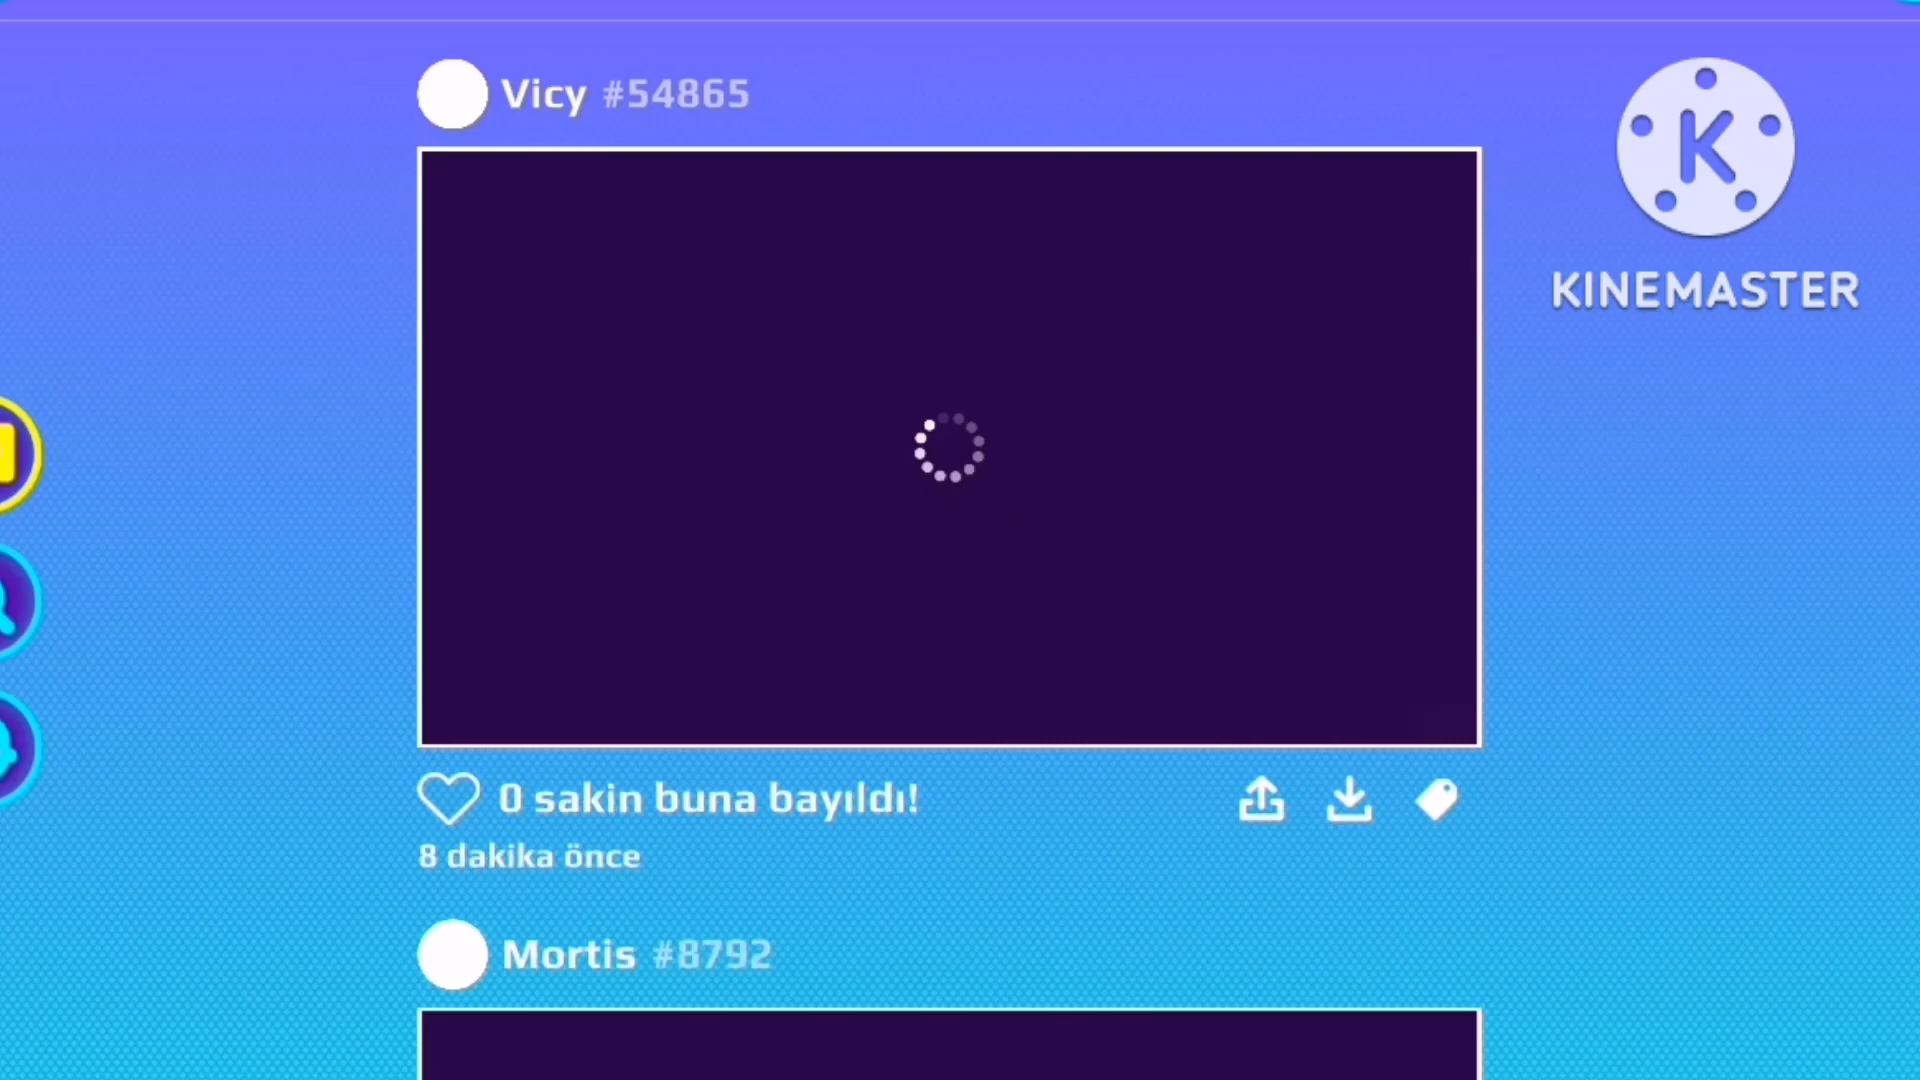 Vicy #54865
K
KINEMASTER
0 sakin buna bayıldı!
8 dakika önce
Mortis #8792